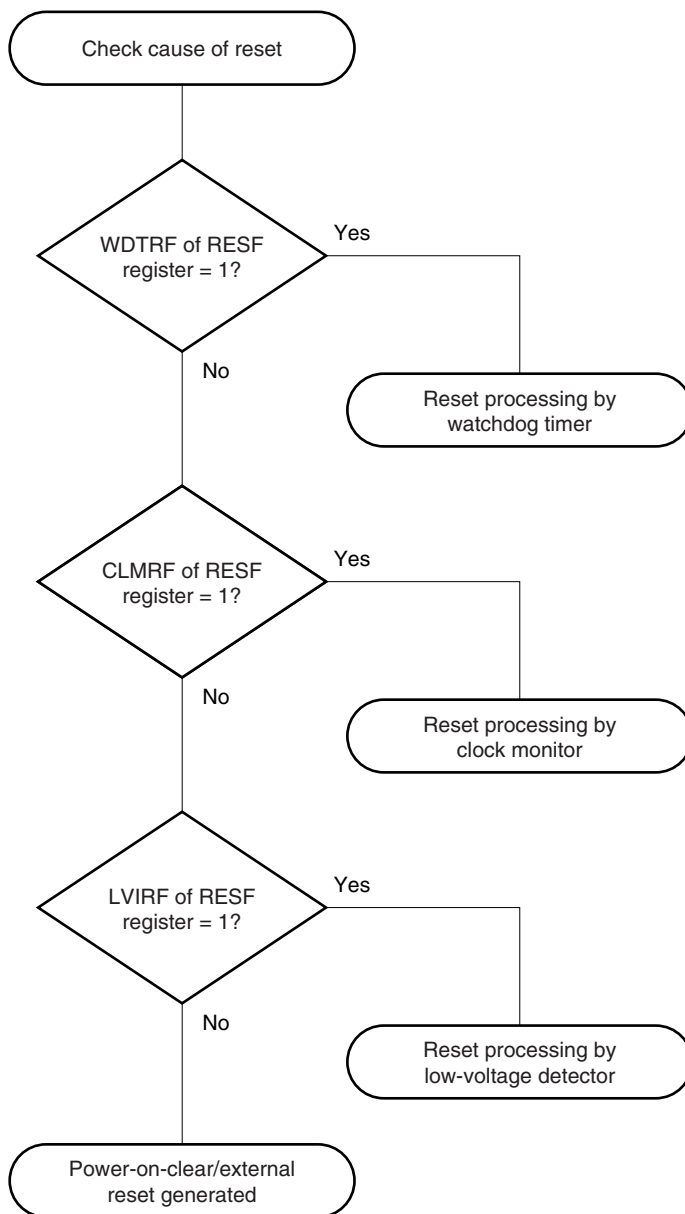 Check cause of reset
WDTRF of RESF
register = 1?
Yes
No
Reset processing by
watchdog timer
CLMRF of RESF
register = 1?
Yes
No
Reset processing by
clock monitor
LVIRF of RESF
register = 1?
Yes
No
Reset processing by
low-voltage detector
Power-on-clear/external
reset generated